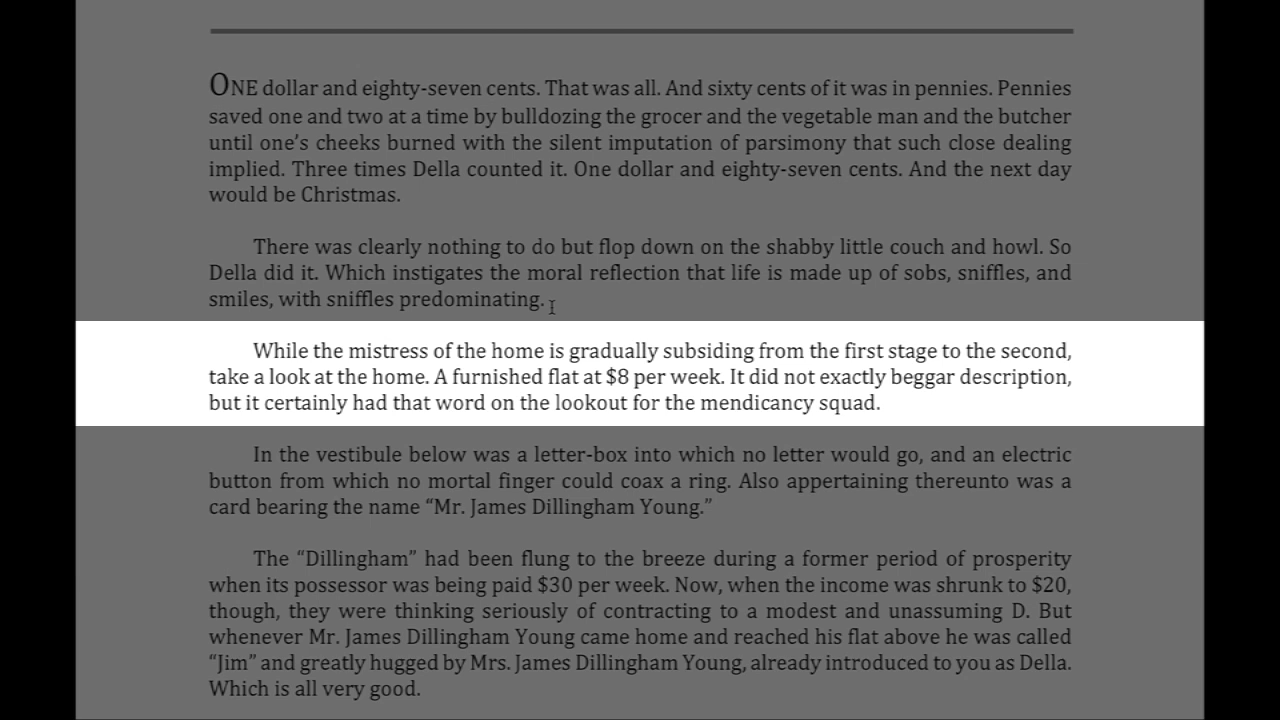 ONE dollar and eighty-seven cents. That was all. And sixty cents of it was in pennies. Pennies
saved one and two at a time by bulldozing the grocer and the vegetable man and the butcher
until one’s cheeks burned with the silent imputation of parsimony that such close dealing
implied. Three times Della counted it. One dollar and eighty-seven cents. And the next day
would be Christmas.
There was clearly nothing to do but flop down on the shabby little couch and howl. So
Della did it. Which instigates the moral reflection that life is made up of sobs, sniffles, and
smiles, with sniffles predominating.
While the mistress of the home is gradually subsiding from the first stage to the second,
take a look at the home. A furnished flat at $8 per week. It did not exactly beggar description,
but it certainly had that word on the lookout for the mendicancy squad.
In the vestibule below was a letter-box into which no letter would go, and an electric
button from which no mortal finger could coax a ring. Also appertaining thereunto was a
card bearing the name “Mr. James Dillingham Young.”
The “Dillingham” had been flung to the breeze during a former period of prosperity
when its possessor was being paid $30 per week. Now, when the income was shrunk to $20,
though, they were thinking seriously of contracting to a modest and unassuming D. But
whenever Mr. James Dillingham Young came home and reached his flat above he was called
“Jim” and greatly hugged by Mrs. James Dillingham Young, already introduced to you as Della.
Which is all very good.